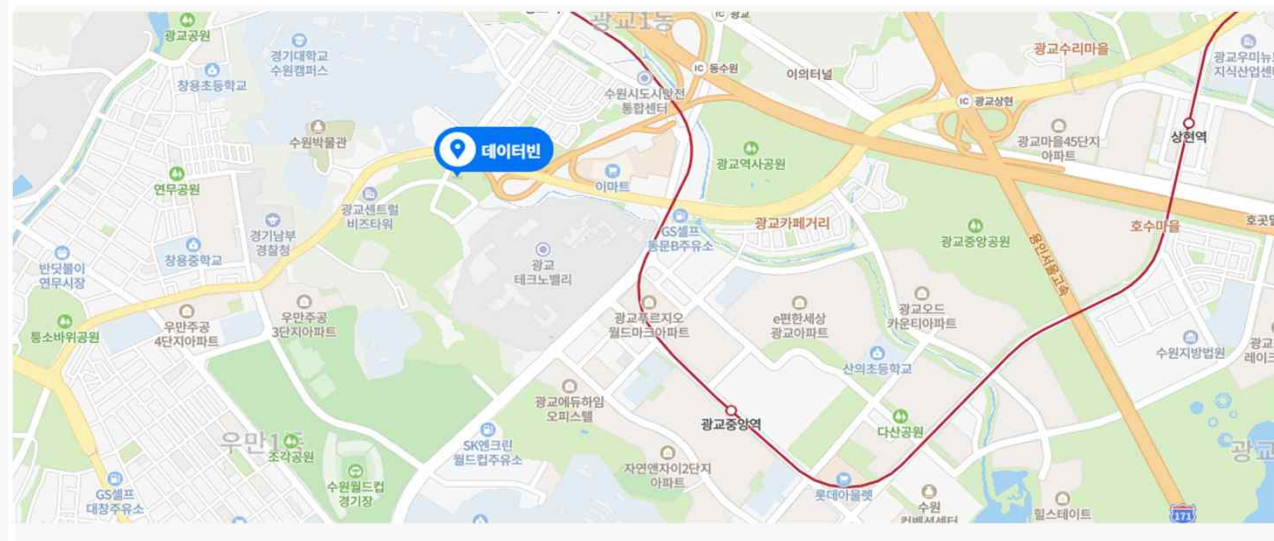 광교1동
IC 광교
광교공원
경기대학교
수원캠퍼스
창용초등학교
IC 동수원
이의터널
광교수리마을
수원시도시안전
통합센터
IC 광교상현
수원박물관
데이터빈
광교역사공원
광교마을45단지
아파트
상현역
연무공원
이마트
광교센트럴
비즈타워
경기남부
경찰청
GS셀프
동문B주유소
광교카페거리
광교중앙공원
호수마을
반딧불이
연무시장
창용중학교
광교
테크노밸리
용인서울고속
퉁소바위공원
우만주공
4단지아파트
우만주공
3단지아파트
광교푸르지오
월드마크아파트
e편한세상
광교아파트
광교오드
카운티아파트
산의초등학교
수원지방법원
광교에듀하임
오피스텔
광교중앙역
다산공원
조각공원
SK엔크린
월드컵주유소
자연앤자이2단지
아파트
수원월드컵
경기장
GS셀프
대창주유소
롯데아울렛
수원
컨벤션센터
힐스테이트
171